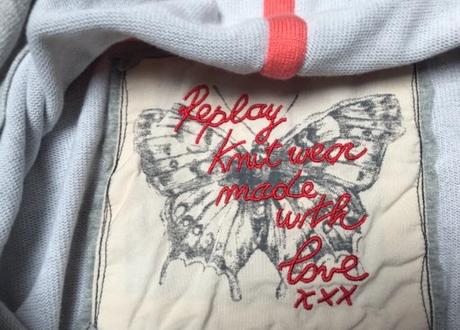 Replay
knit wear
made
with
love
xxx